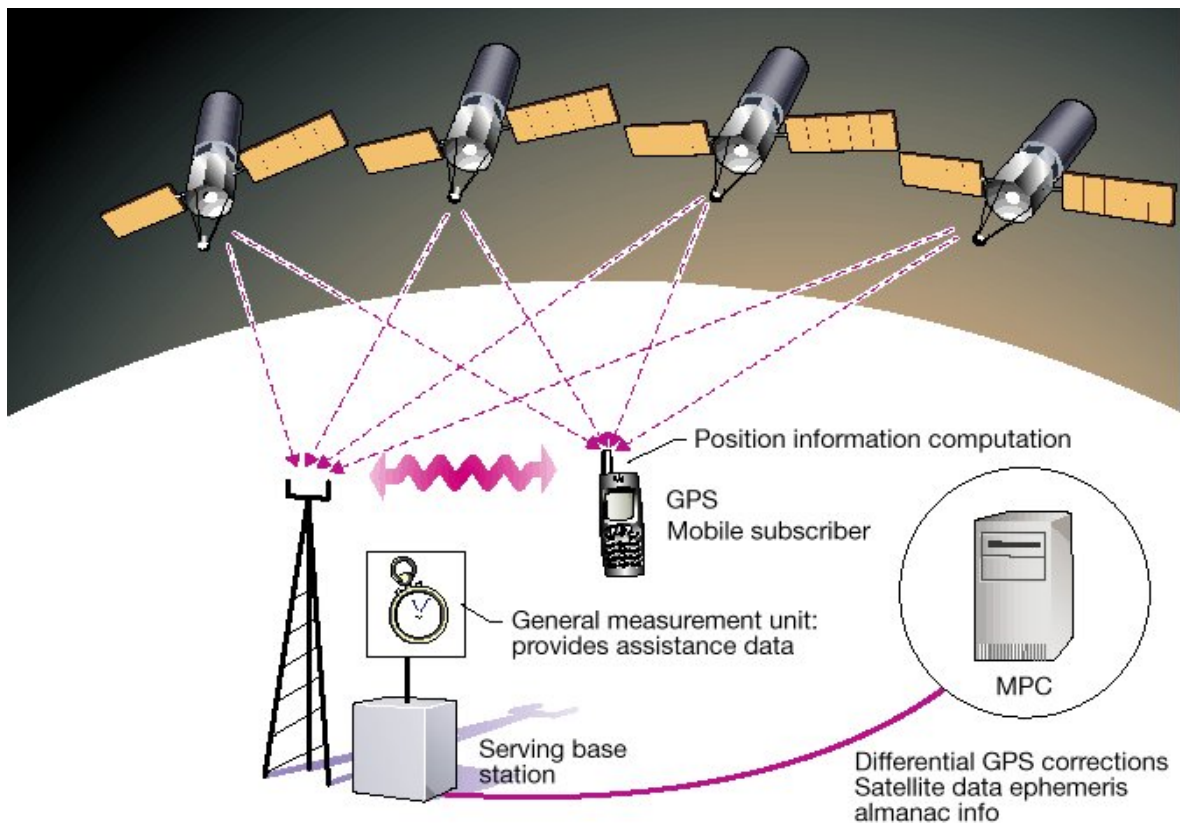 Position information computation
GPS
Mobile subscriber
General measurement unit:
provides assistance data
MPC
Serving base
station
Differential GPS corrections
Satellite data ephemeris
almanac info